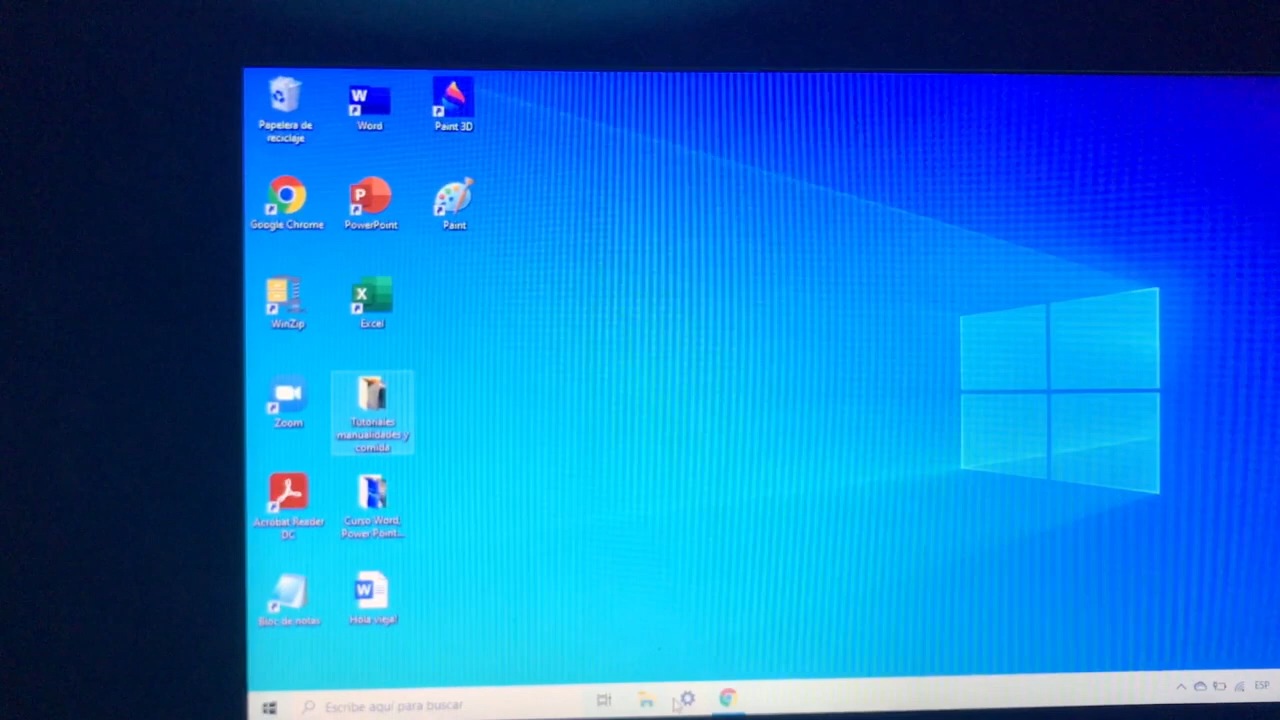 Papelera de
reciclaje
Word
Paint 3D
Google Chrome
PowerPoint
Paint
WinZip
Excel
Zoom
Tutoriales
manualidades y
comida
Acrobat Reader
DC
Curso Word,
Power Point...
Bloc de notas
Hola vieja!
Escribe aquí para buscar
ESP